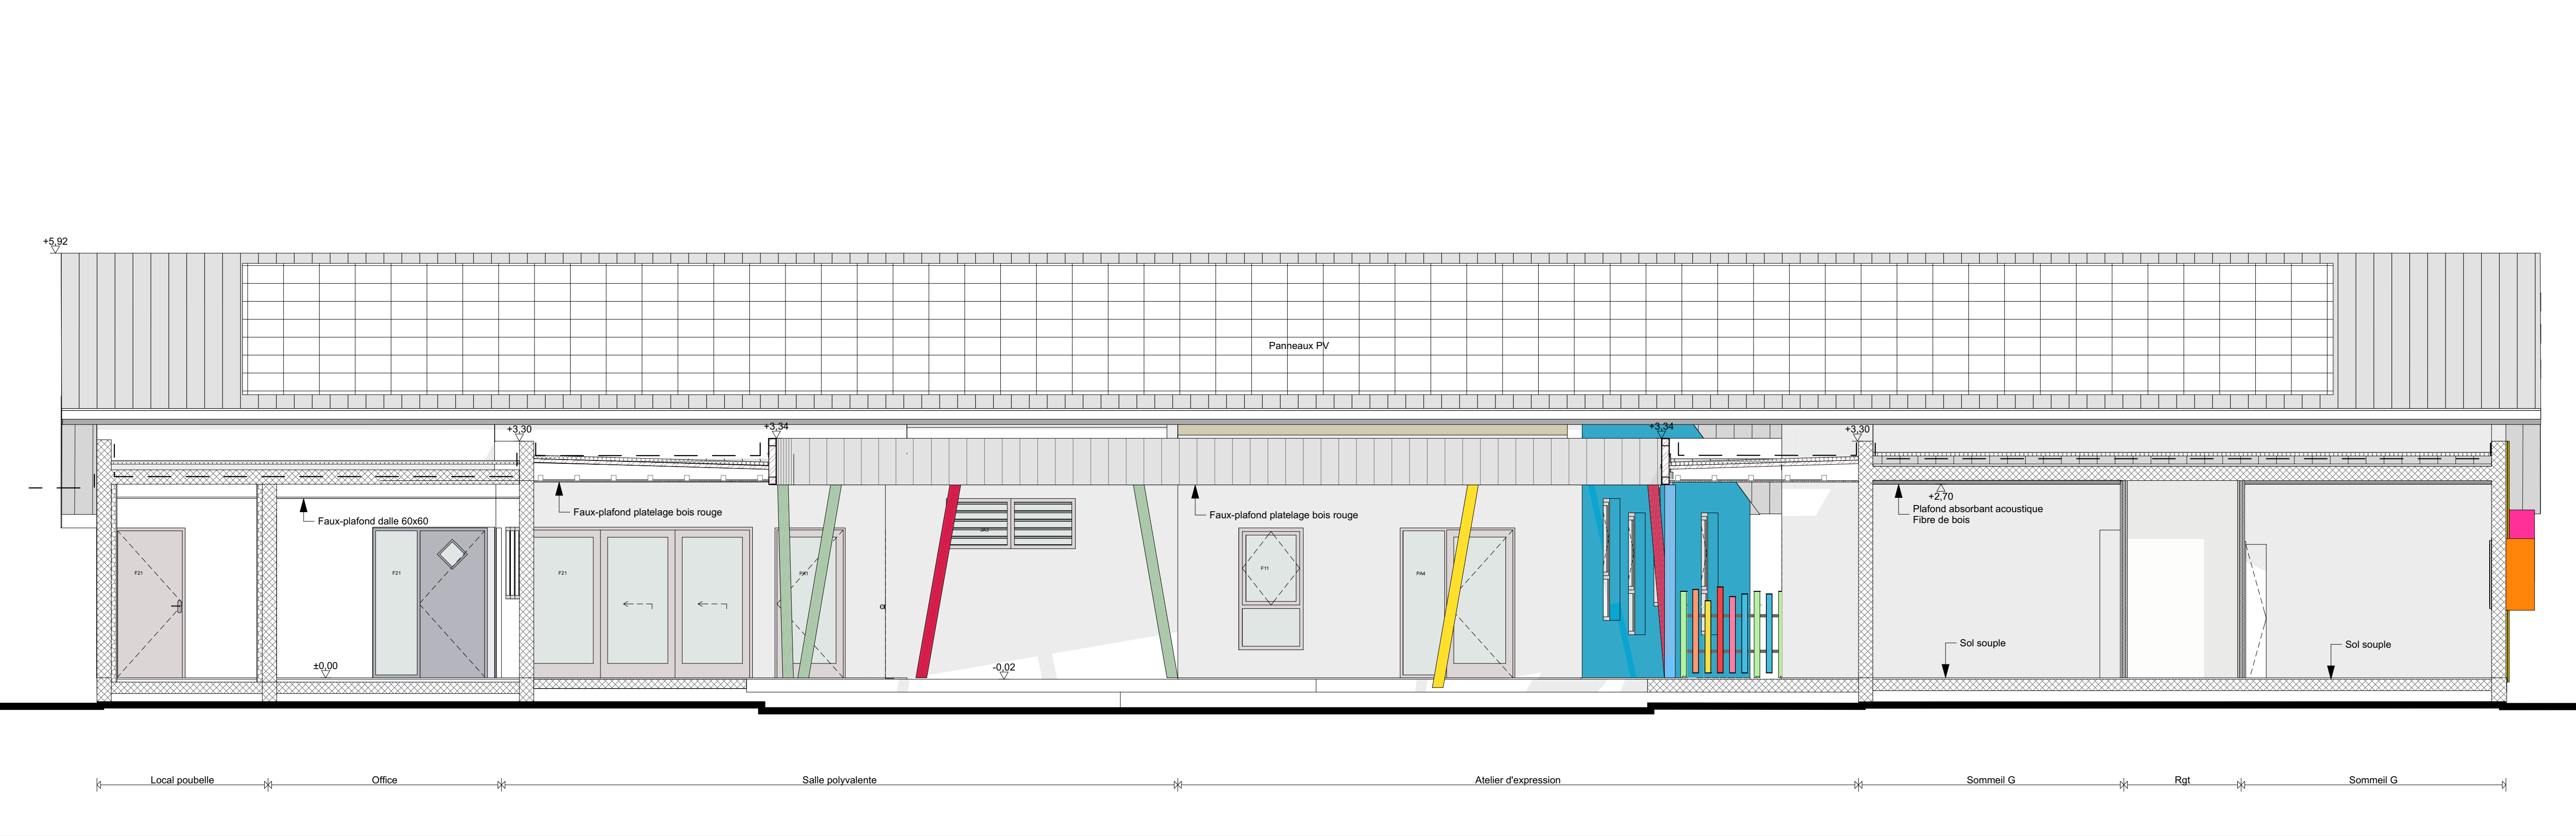 +5,92
Panneaux PV
+3,30
+3,34
+3,34
+3,30
+2,70
Plafond absorbant acoustique
Fibre de bois
Faux-plafond dalle 60x60
Faux-plafond platelage bois rouge
Faux-plafond platelage bois rouge
F21
F21
F21
F11
PA4
Sol souple
Sol souple
±0,00
-0,02
Local poubelle
Office
Salle polyvalente
Atelier d'expression
Sommeil G
Rgt
Sommeil G